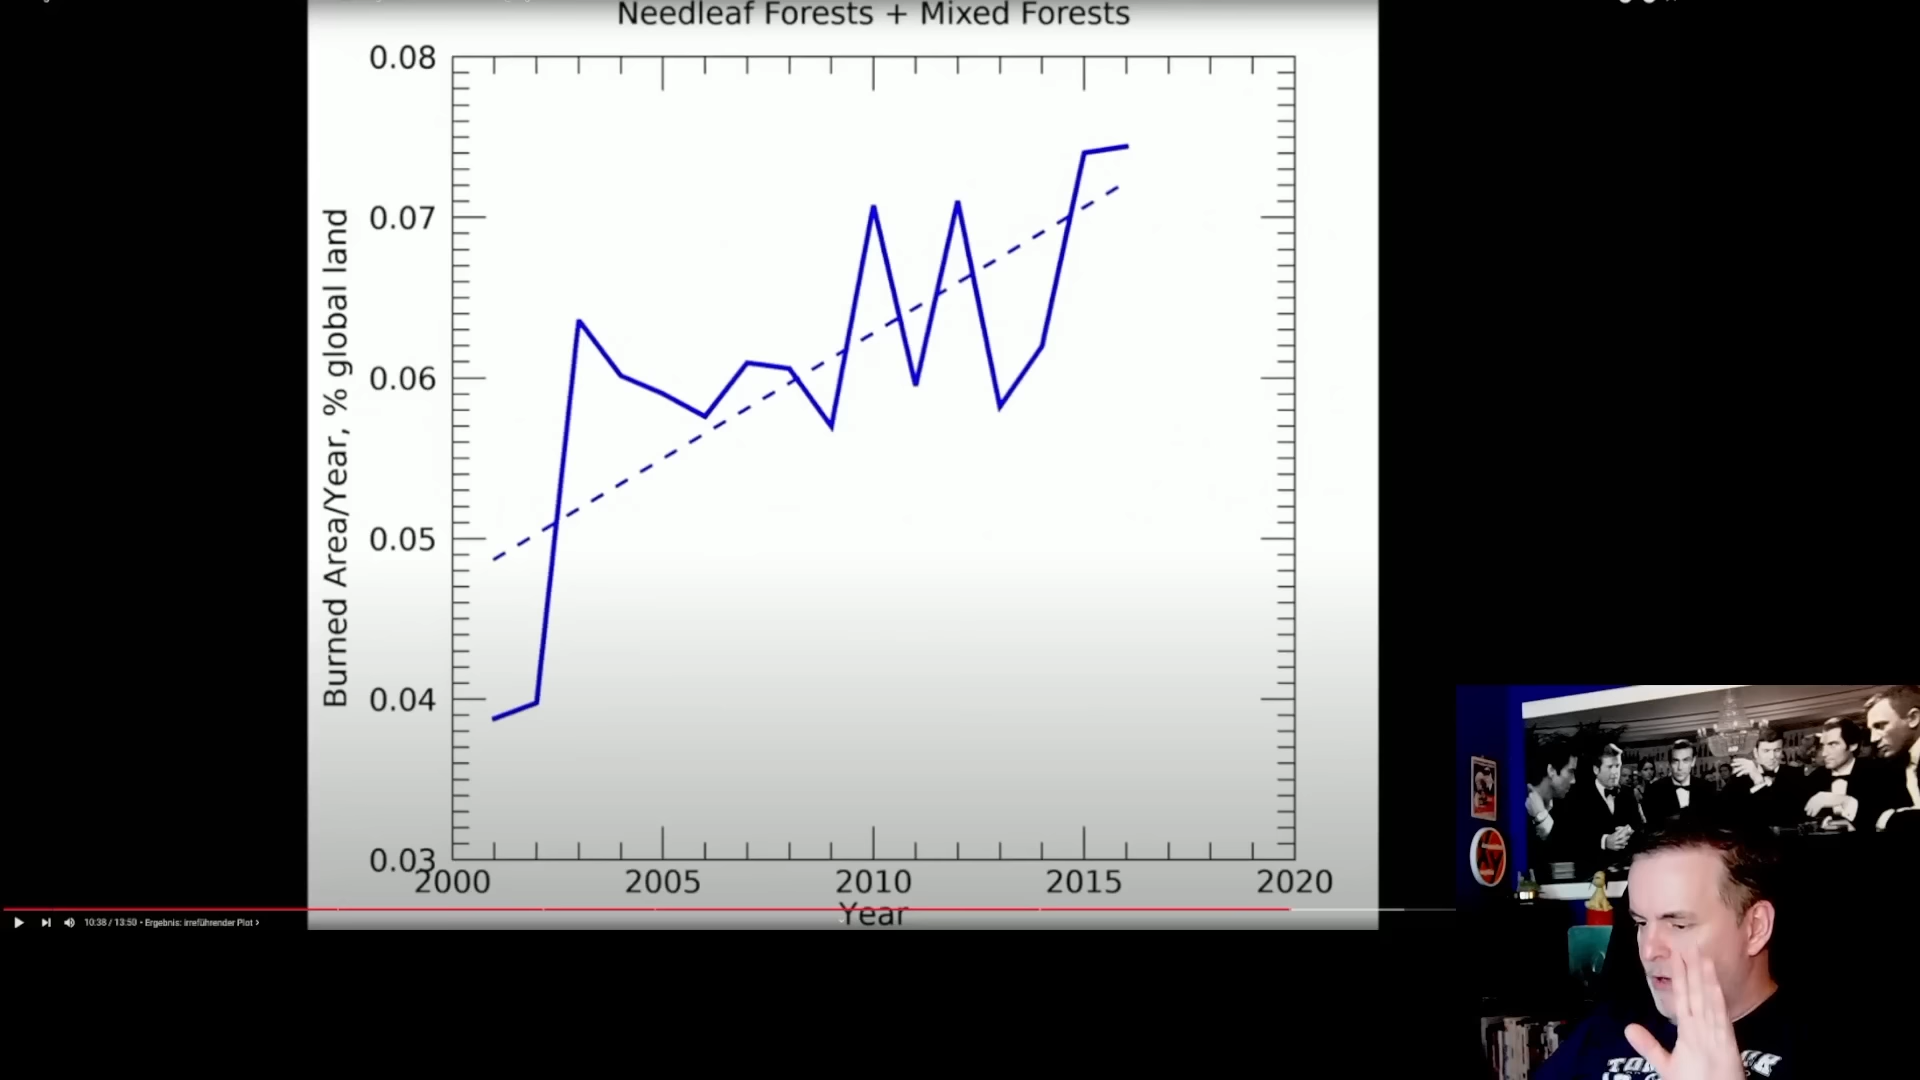 Needleaf Forests + Mixed Forests
0.08
0.07
0.06
0.05
0.04
0.03
Burned Area/Year, % global land
2000
2005
2010
2015
2020
Year
10:38 / 13:50 • Ergebnis: irreführender Plot >